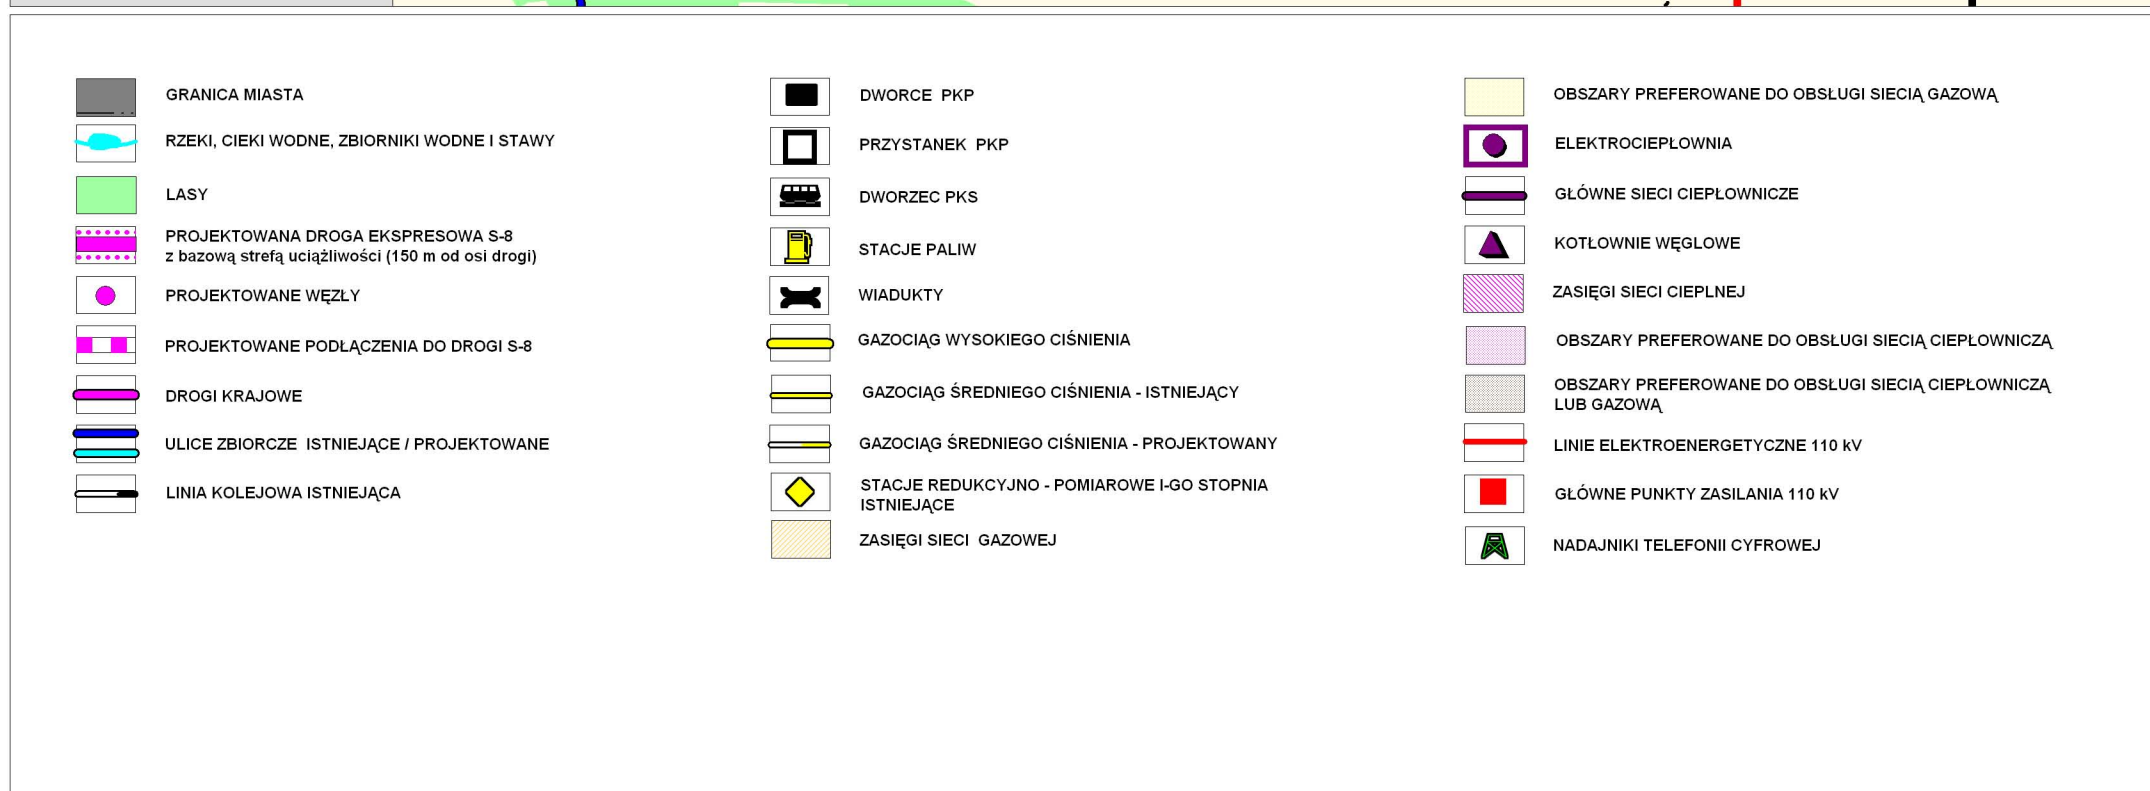 GRANICA MIASTA
RZEKI, CIEKI WODNE, ZBIORNIKI WODNE I STAWY
LASY
PROJEKTOWANA DROGA EKSPRESOWA S-8
z bazową strefą uciążliwości (150 m od osi drogi)
PROJEKTOWANE WĘZŁY
PROJEKTOWANE PODŁĄCZENIA DO DROGI S-8
DROGI KRAJOWE
ULICE ZBIORCZE ISTNIEJĄCE / PROJEKTOWANE
LINIA KOLEJOWA ISTNIEJĄCA
DWORCE PKP
PRZYSTANEK PKP
DWORZEC PKS
STACJE PALIW
WIADUKTY
GAZOCIĄG WYSOKIEGO CIŚNIENIA
GAZOCIĄG ŚREDNIEGO CIŚNIENIA - ISTNIEJĄCY
GAZOCIĄG ŚREDNIEGO CIŚNIENIA - PROJEKTOWANY
STACJE REDUKCYJNO - POMIAROWE I-GO STOPNIA
ISTNIEJĄCE
ZASIĘGI SIECI GAZOWEJ
OBSZARY PREFEROWANE DO OBSŁUGI SIECIĄ GAZOWĄ
ELEKTROCIEPŁOWNIA
GŁÓWNE SIECI CIEPŁOWNICZE
KOTŁOWNIE WĘGLOWE
ZASIĘGI SIECI CIEPLNEJ
OBSZARY PREFEROWANE DO OBSŁUGI SIECIĄ CIEPŁOWNICZĄ
OBSZARY PREFEROWANE DO OBSŁUGI SIECIĄ CIEPŁOWNICZĄ
LUB GAZOWĄ
LINIE ELEKTROENERGETYCZNE 110 kV
GŁÓWNE PUNKTY ZASILANIA 110 kV
NADAJNIKI TELEFONII CYFROWEJ